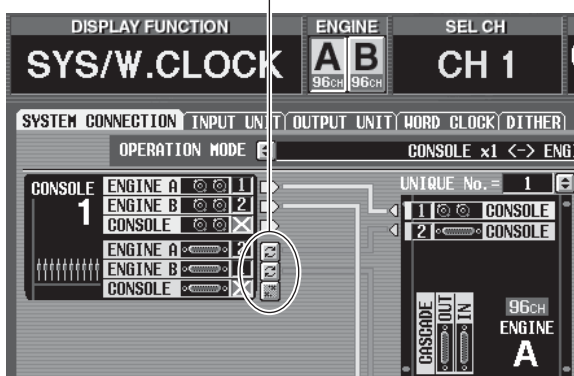 DISPLAY FUNCTION
ENGINE
SEL CH
SYS/W.CLOCK
A B
96CH 96CH
CH 1
SYSTEM CONNECTION INPUT UNIT OUTPUT UNIT WORD CLOCK DITHER
OPERATION MODE
CONSOLE x1 <-> ENG
CONSOLE
1
ENGINE A 1
ENGINE B 2
CONSOLE
ENGINE A
ENGINE B
CONSOLE
UNIQUE No.= 1
1 CONSOLE
2 CONSOLE
CASCADE
OUT
IN
96CH
ENGINE
A